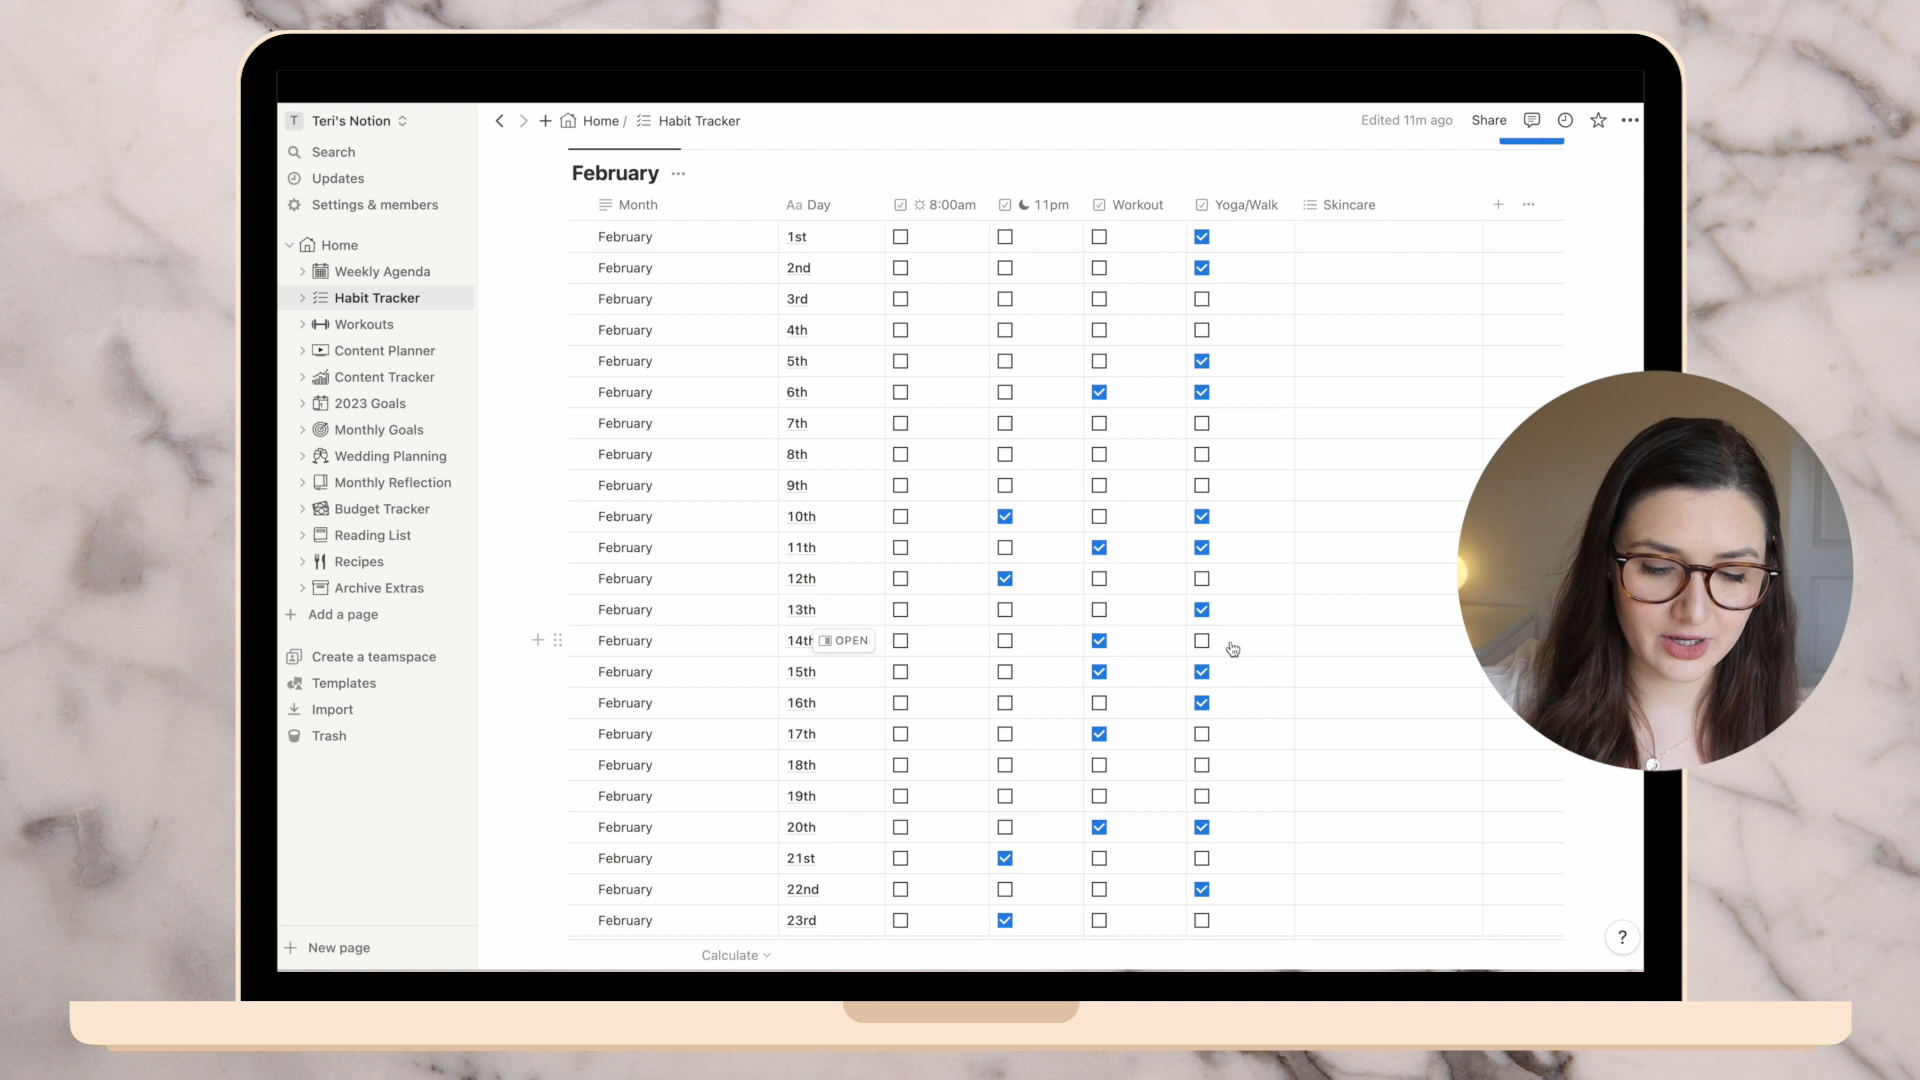 T Teri's Notion
Search
Updates
Settings & members
Home
Weekly Agenda
Habit Tracker
Workouts
Content Planner
Content Tracker
2023 Goals
Monthly Goals
Wedding Planning
Monthly Reflection
Budget Tracker
Reading List
Recipes
Archive Extras
Add a page
Create a teamspace
Templates
Import
Trash
New page
Home / Habit Tracker
Edited 11m ago Share
February
Month Aa Day 8:00am 11pm Workout Yoga/Walk Skincare
February 1st
February 2nd
February 3rd
February 4th
February 5th
February 6th
February 7th
February 8th
February 9th
February 10th
February 11th
February 12th
February 13th
February 14th OPEN
February 15th
February 16th
February 17th
February 18th
February 19th
February 20th
February 21st
February 22nd
February 23rd
Calculate
?